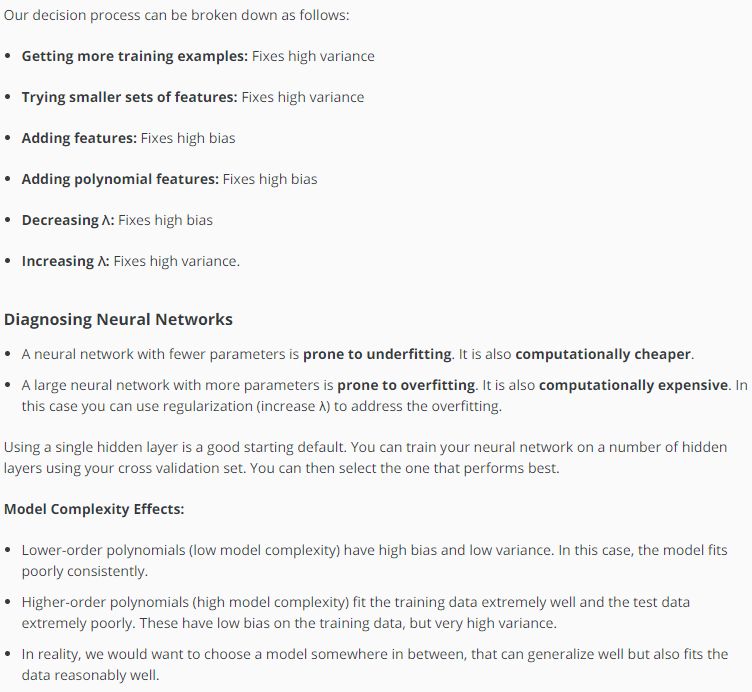 Our decision process can be broken down as follows:
• Getting more training examples: Fixes high variance
• Trying smaller sets of features: Fixes high variance
• Adding features: Fixes high bias
• Adding polynomial features: Fixes high bias
• Decreasing λ: Fixes high bias
• Increasing λ: Fixes high variance.
Diagnosing Neural Networks
• A neural network with fewer parameters is prone to underfitting. It is also computationally cheaper.
• A large neural network with more parameters is prone to overfitting. It is also computationally expensive. In
this case you can use regularization (increase λ) to address the overfitting.
Using a single hidden layer is a good starting default. You can train your neural network on a number of hidden
layers using your cross validation set. You can then select the one that performs best.
Model Complexity Effects:
• Lower-order polynomials (low model complexity) have high bias and low variance. In this case, the model fits
poorly consistently.
• Higher-order polynomials (high model complexity) fit the training data extremely well and the test data
extremely poorly. These have low bias on the training data, but very high variance.
• In reality, we would want to choose a model somewhere in between, that can generalize well but also fits the
data reasonably well.